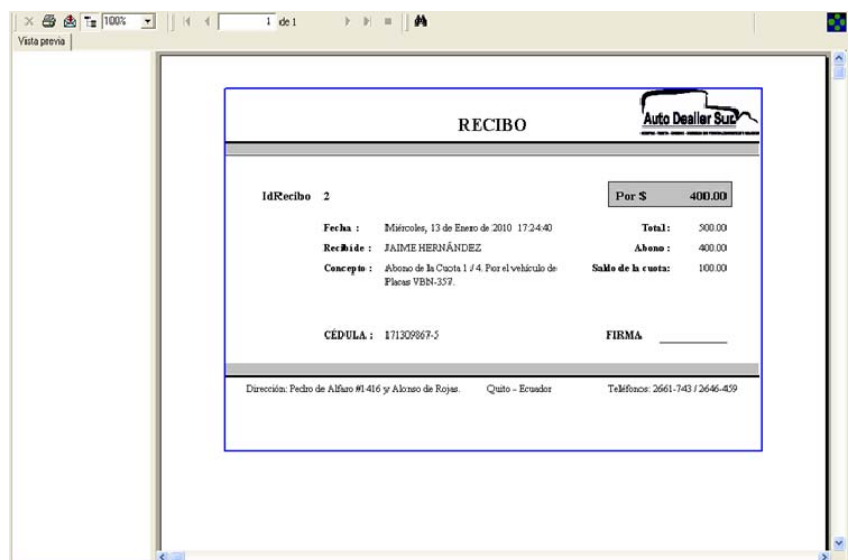 100%
1 de 1
Vista previa
RECIBO
Auto Dealler Sur
IdRecibo 2
Por $ 400.00
Fecha : Miércoles, 13 de Enero de 2010 17:24:40
Total : 500.00
Recibide : JAIME HERNÁNDEZ
Abono : 400.00
Concepto : Abono de la Cuota 1 / 4. Por el vehículo de
Placas VBN-357.
Saldo de la cuota: 100.00
CÉDULA : 171309867-5
FIRMA
Dirección: Pedro de Alfaro #1416 y Alonso de Rojas. Quito - Ecuador Teléfonos: 2661-743 / 2646-459